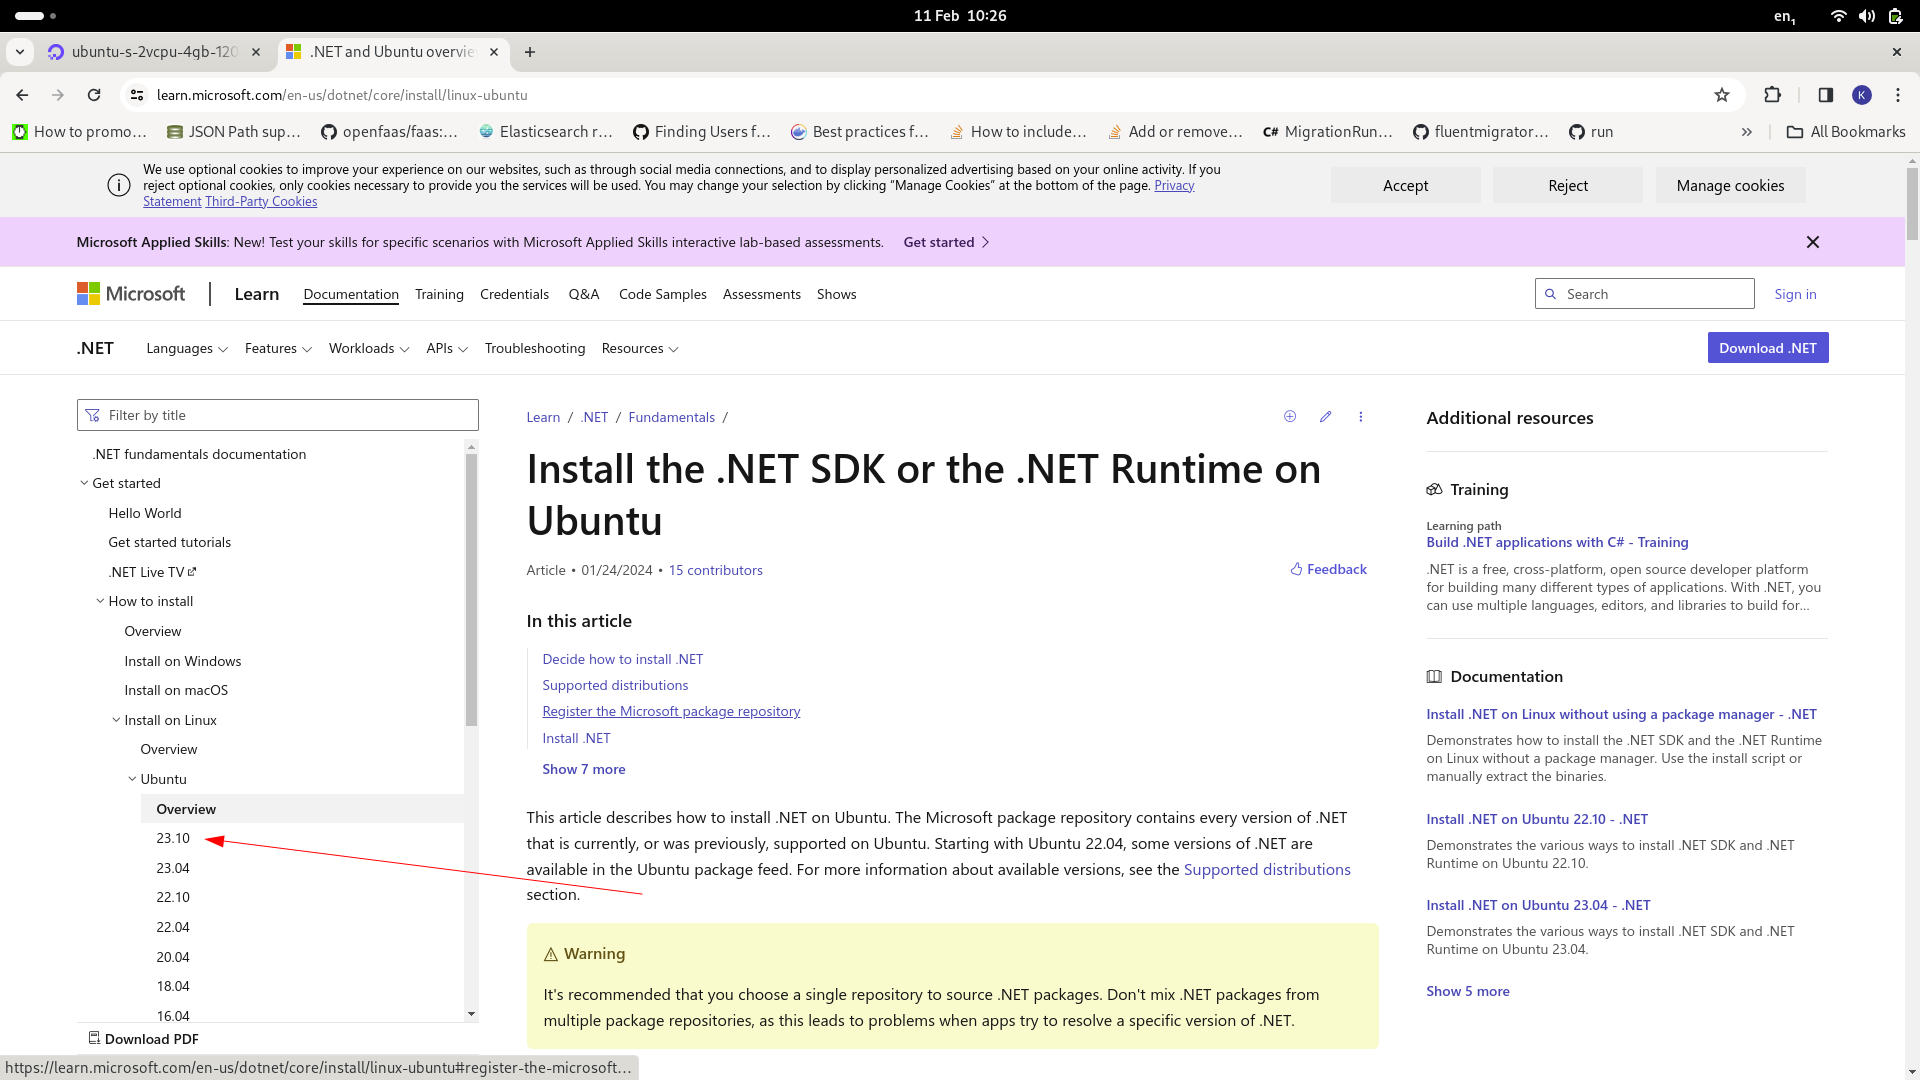 11 Feb 10:26
en1
ubuntu-s-2vcpu-4gb-120
.NET and Ubuntu overvie
learn.microsoft.com/en-us/dotnet/core/install/linux-ubuntu
K
How to promo…
JSON Path sup…
openfaas/faas:…
Elasticsearch r…
Finding Users f…
Best practices f…
How to include…
Add or remove…
C# MigrationRun…
fluentmigrator…
run
»
All Bookmarks
We use optional cookies to improve your experience on our websites, such as through social media connections, and to display personalized advertising based on your online activity. If you
reject optional cookies, only cookies necessary to provide you the services will be used. You may change your selection by clicking “Manage Cookies” at the bottom of the page. Privacy
Statement Third-Party Cookies
Accept
Reject
Manage cookies
Microsoft Applied Skills: New! Test your skills for specific scenarios with Microsoft Applied Skills interactive lab-based assessments. Get started
Microsoft
Learn
Documentation
Training
Credentials
Q&A
Code Samples
Assessments
Shows
Search
Sign in
.NET
Languages
Features
Workloads
APIs
Troubleshooting
Resources
Download .NET
Filter by title
.NET fundamentals documentation
Get started
Hello World
Get started tutorials
.NET Live TV
How to install
Overview
Install on Windows
Install on macOS
Install on Linux
Overview
Ubuntu
Overview
23.10
23.04
22.10
22.04
20.04
18.04
16.04
Download PDF
Learn / .NET / Fundamentals /
Install the .NET SDK or the .NET Runtime on
Ubuntu
Article • 01/24/2024 • 15 contributors
Feedback
In this article
Decide how to install .NET
Supported distributions
Register the Microsoft package repository
Install .NET
Show 7 more
This article describes how to install .NET on Ubuntu. The Microsoft package repository contains every version of .NET
that is currently, or was previously, supported on Ubuntu. Starting with Ubuntu 22.04, some versions of .NET are
available in the Ubuntu package feed. For more information about available versions, see the Supported distributions
section.
Warning
It's recommended that you choose a single repository to source .NET packages. Don't mix .NET packages from
multiple package repositories, as this leads to problems when apps try to resolve a specific version of .NET.
Additional resources
Training
Learning path
Build .NET applications with C# - Training
.NET is a free, cross-platform, open source developer platform
for building many different types of applications. With .NET, you
can use multiple languages, editors, and libraries to build for…
Documentation
Install .NET on Linux without using a package manager - .NET
Demonstrates how to install the .NET SDK and the .NET Runtime
on Linux without a package manager. Use the install script or
manually extract the binaries.
Install .NET on Ubuntu 22.10 - .NET
Demonstrates the various ways to install .NET SDK and .NET
Runtime on Ubuntu 22.10.
Install .NET on Ubuntu 23.04 - .NET
Demonstrates the various ways to install .NET SDK and .NET
Runtime on Ubuntu 23.04.
Show 5 more
https://learn.microsoft.com/en-us/dotnet/core/install/linux-ubuntu#register-the-microsoft…